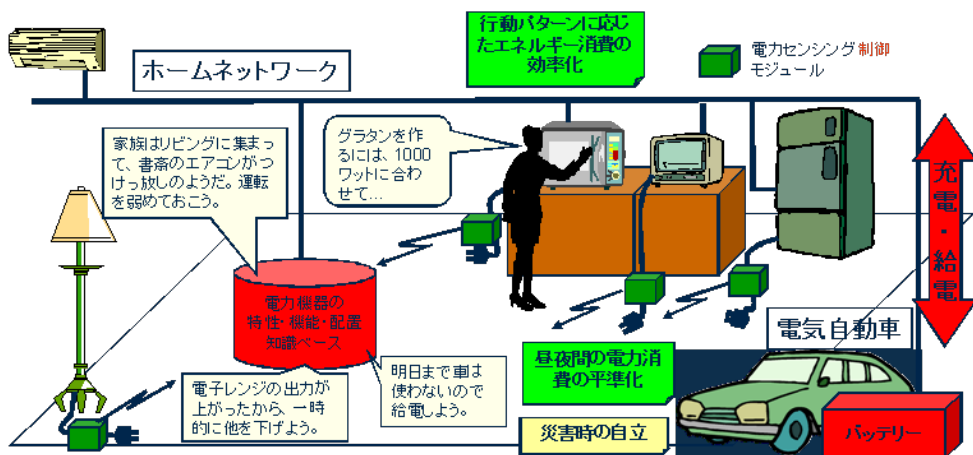 行動パターンに応じ
たエネルギー消費の
効率化
電力センシング制御
モジュール
ホームネットワーク
家族はリビングに集まっ
て、書斎のエアコンがつ
けっ放しのようだ。運転
を弱めておこう。
グラタンを作
るには、1000
ワットに合わ
せて…
充電・給電
電力機器の
特性・機能・配置
知識ベース
電気自動車
昼夜間の電力消
費の平準化
明日まで車は
使わないので
給電しよう。
電子レンジの出力が
上がったから、一時
的に他を下げよう。
災害時の自立
バッテリー